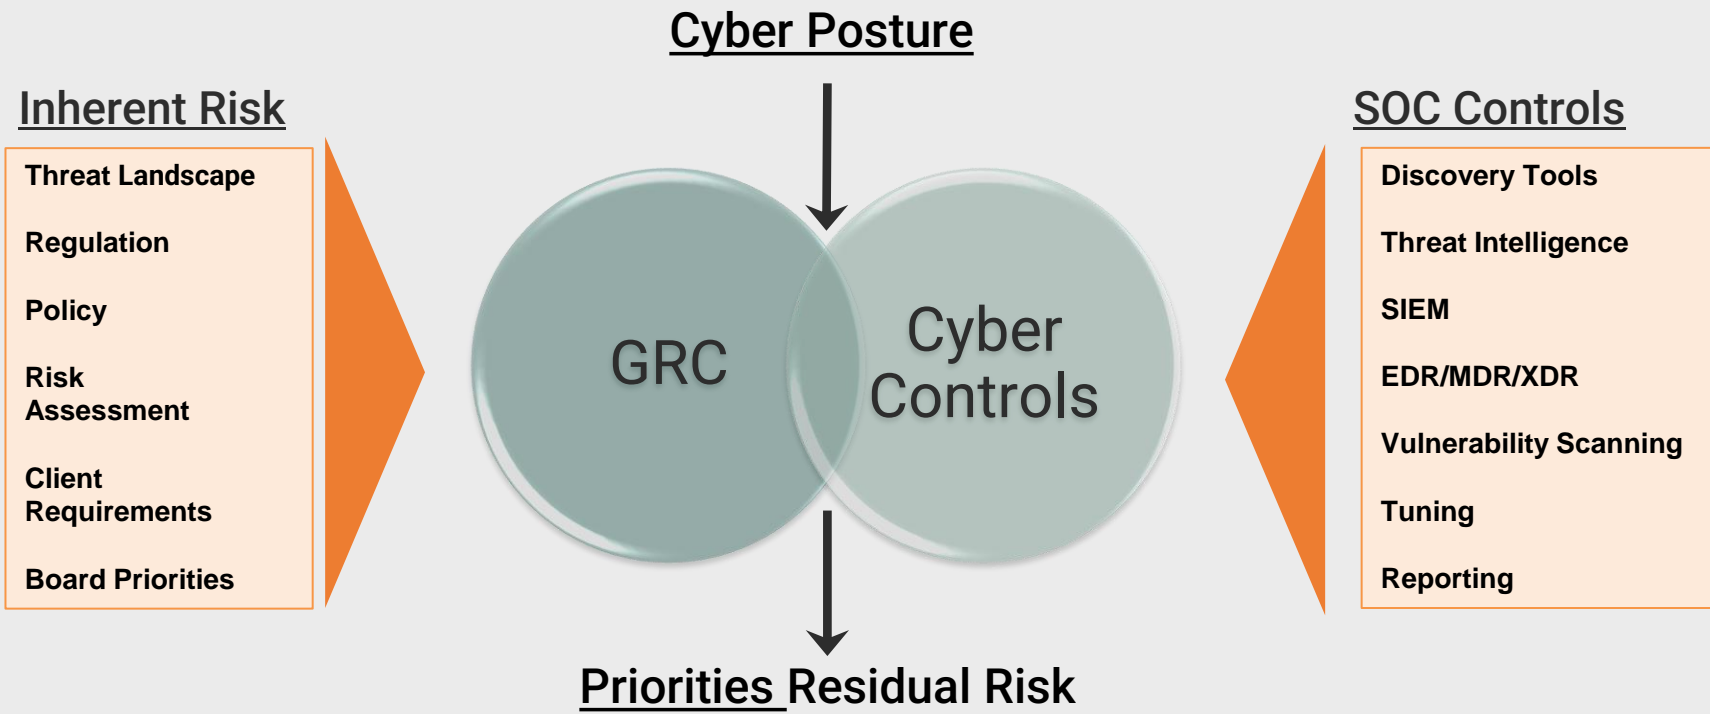 Cyber Posture
Inherent Risk
Threat Landscape
Regulation
Policy
Risk
Assessment
Client
Requirements
Board Priorities
GRC
Cyber
Controls
SOC Controls
Discovery Tools
Threat Intelligence
SIEM
EDR/MDR/XDR
Vulnerability Scanning
Tuning
Reporting
Priorities Residual Risk